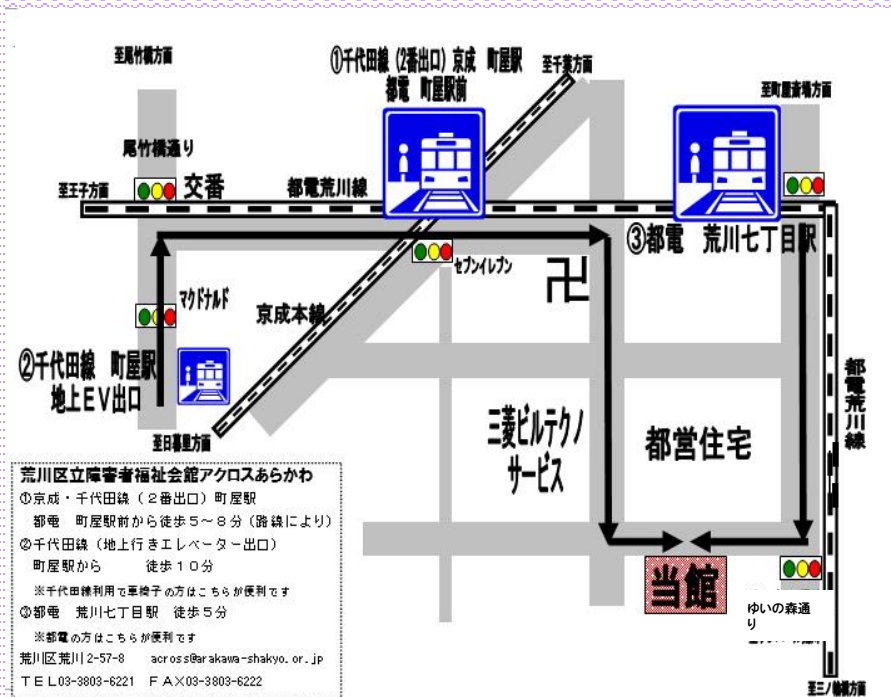 至尾竹橋方面
①千代田線（2番出口）京成　町屋駅
都電　町屋駅前
至千葉方面
至町屋斎場方面
尾竹橋通り
至王子方面
交番
都電荒川線
③都電　荒川七丁目駅
セブンイレブン
卍
マクドナルド
京成本線
②千代田線　町屋駅
地上EV出口
至日暮里方面
都電荒川線
三菱ビルテクノ
サービス
都営住宅
当館
ゆいの森通
り
至三ノ輪橋方面
荒川区立障害者福祉会館アクロスあらかわ
①京成・千代田線（２番出口）町屋駅
都電　町屋駅前から徒歩５～８分（路線により）
②千代田線（地上行きエレベーター出口）
町屋駅から　　徒歩１０分
※千代田線利用で車椅子の方はこちらが便利です
③都電　荒川七丁目駅　徒歩５分
※都電の方はこちらが便利です
荒川区荒川2-57-8　across@arakawa-shakyo.or.jp
ＴＥＬ03-3803-6221　ＦＡＸ03-3803-6222